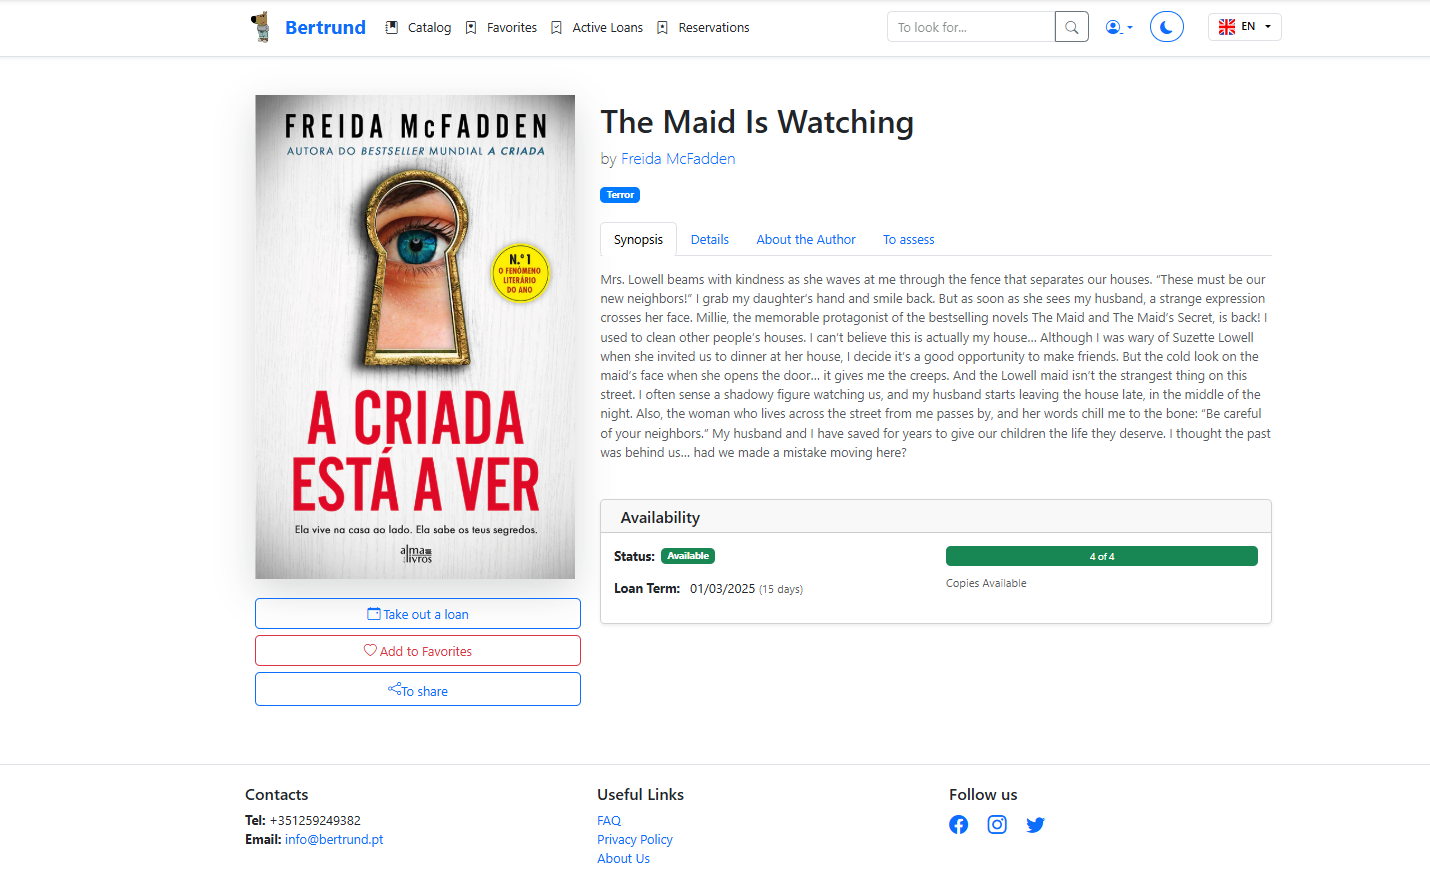 Bertrund
Catalog
Favorites
Active Loans
Reservations
To look for...
EN
FREIDA McFADDEN
AUTORA DO BESTSELLER MUNDIAL A CRIADA
N.º 1
O FENÓMENO
LITERÁRIO
DO ANO
A CRIADA
ESTÁ A VER
Ela vive na casa ao lado. Ela sabe os teus segredos.
alma
dos livros
Take out a loan
Add to Favorites
To share
The Maid Is Watching
by Freida McFadden
Terror
Synopsis
Details
About the Author
To assess
Mrs. Lowell beams with kindness as she waves at me through the fence that separates our houses. “These must be our
new neighbors!” I grab my daughter’s hand and smile back. But as soon as she sees my husband, a strange expression
crosses her face. Millie, the memorable protagonist of the bestselling novels The Maid and The Maid’s Secret, is back! I
used to clean other people’s houses. I can’t believe this is actually my house... Although I was wary of Suzette Lowell
when she invited us to dinner at her house, I decide it’s a good opportunity to make friends. But the cold look on the
maid’s face when she opens the door... it gives me the creeps. And the Lowell maid isn’t the strangest thing on this
street. I often sense a shadowy figure watching us, and my husband starts leaving the house late, in the middle of the
night. Also, the woman who lives across the street from me passes by, and her words chill me to the bone: “Be careful
of your neighbors.” My husband and I have saved for years to give our children the life they deserve. I thought the past
was behind us... had we made a mistake moving here?
Availability
Status: Available
Loan Term: 01/03/2025 (15 days)
4 of 4
Copies Available
Contacts
Tel: +351259249382
Email: info@bertrund.pt
Useful Links
FAQ
Privacy Policy
About Us
Follow us